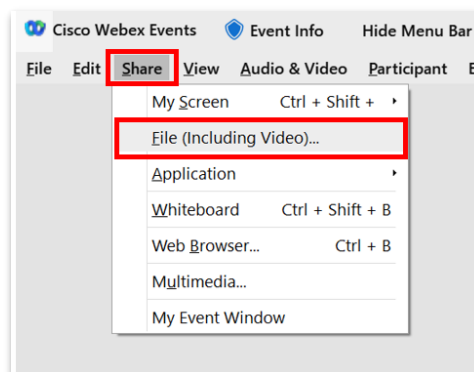 Cisco Webex Events Event Info Hide Menu Bar
File Edit Share View Audio & Video Participant
My Screen Ctrl + Shift +
File (Including Video)...
Application
Whiteboard Ctrl + Shift + B
Web Browser... Ctrl + B
Multimedia...
My Event Window